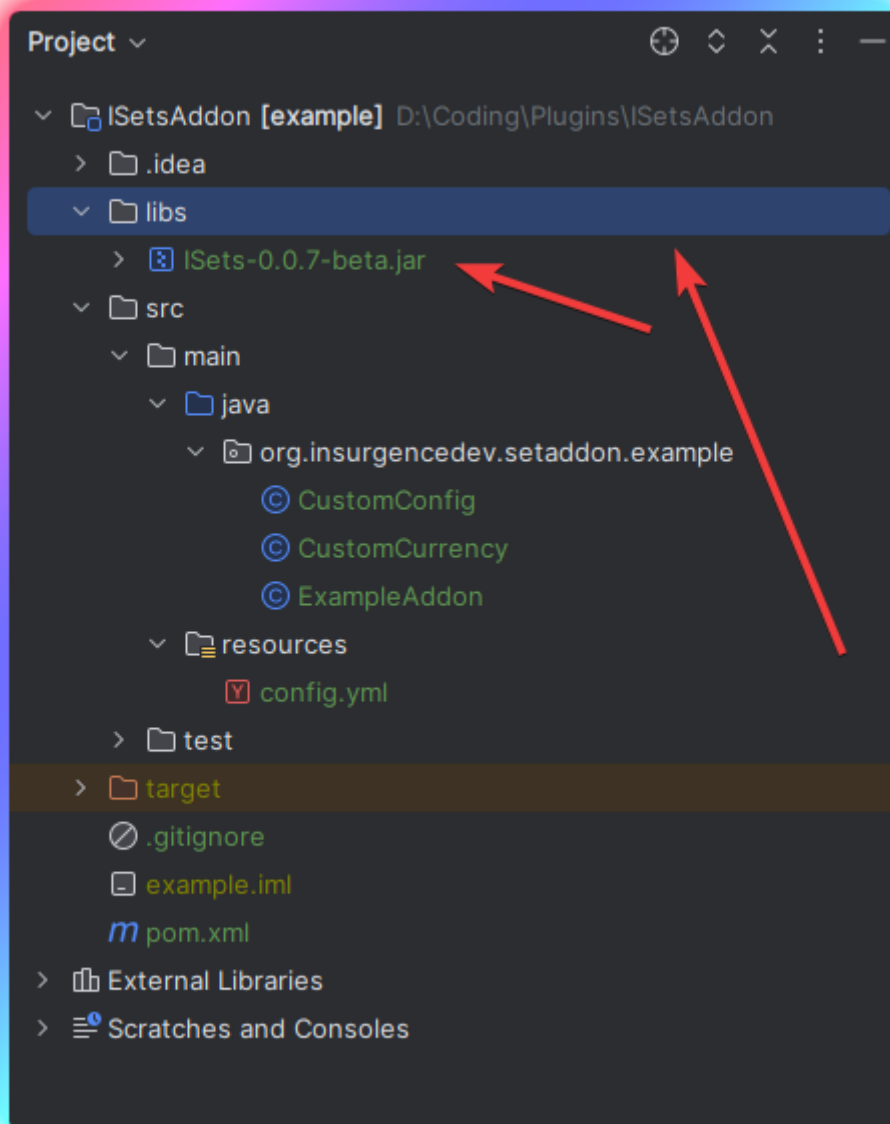 Project
ISetsAddon [example] D:\Coding\Plugins\ISetsAddon
.idea
libs
ISets-0.0.7-beta.jar
src
main
java
org.insurgencedev.setaddon.example
CustomConfig
CustomCurrency
ExampleAddon
resources
config.yml
test
target
.gitignore
example.iml
pom.xml
External Libraries
Scratches and Consoles